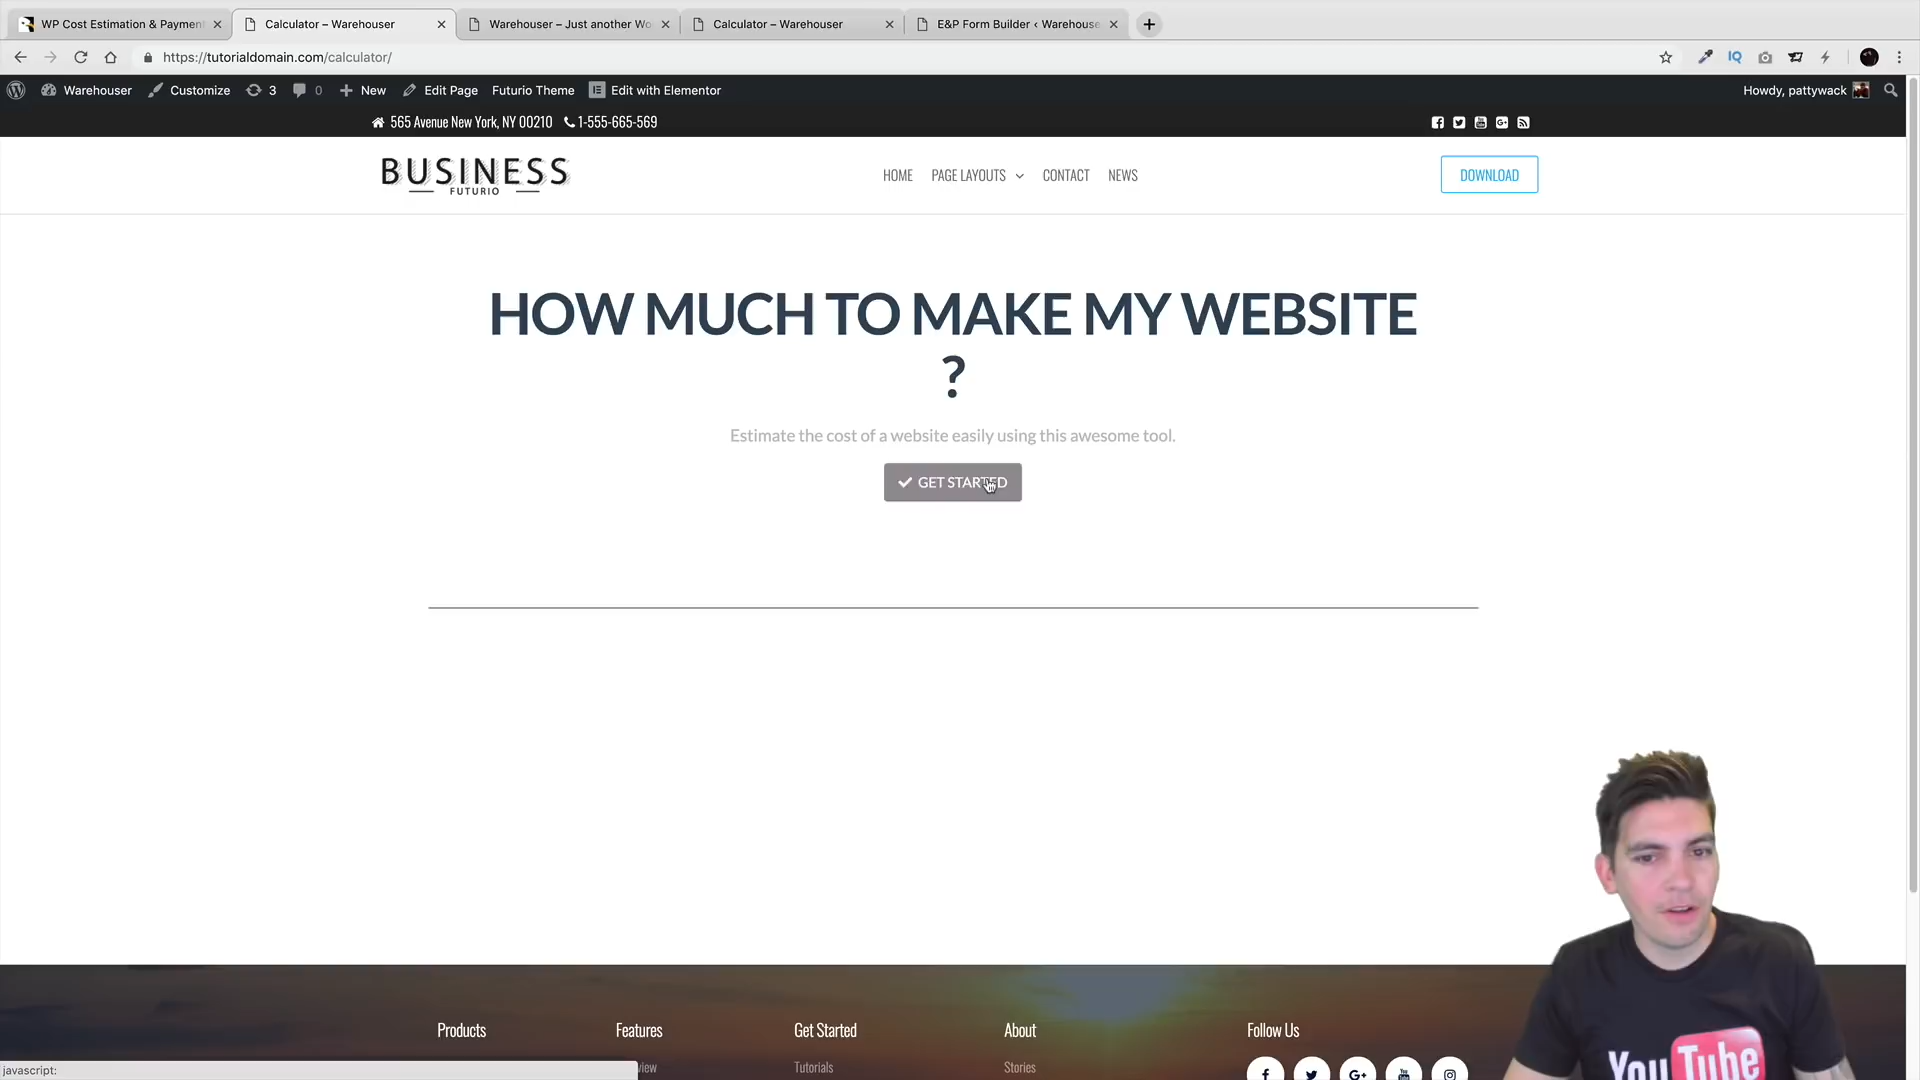 WP Cost Estimation & Payment
Calculator – Warehouser
Warehouser – Just another Wo
Calculator – Warehouser
E&P Form Builder ‹ Warehouse
https://tutorialdomain.com/calculator/
IQ
Warehouser
Customize
3
0
New
Edit Page
Futurio Theme
Edit with Elementor
Howdy, pattywack
565 Avenue New York, NY 00210
1-555-665-569
BUSINESS
FUTURIO
HOME
PAGE LAYOUTS
CONTACT
NEWS
DOWNLOAD
HOW MUCH TO MAKE MY WEBSITE
?
Estimate the cost of a website easily using this awesome tool.
GET STARTED
Products
Features
Get Started
About
Follow Us
view
Tutorials
Stories
javascript:
You Tube